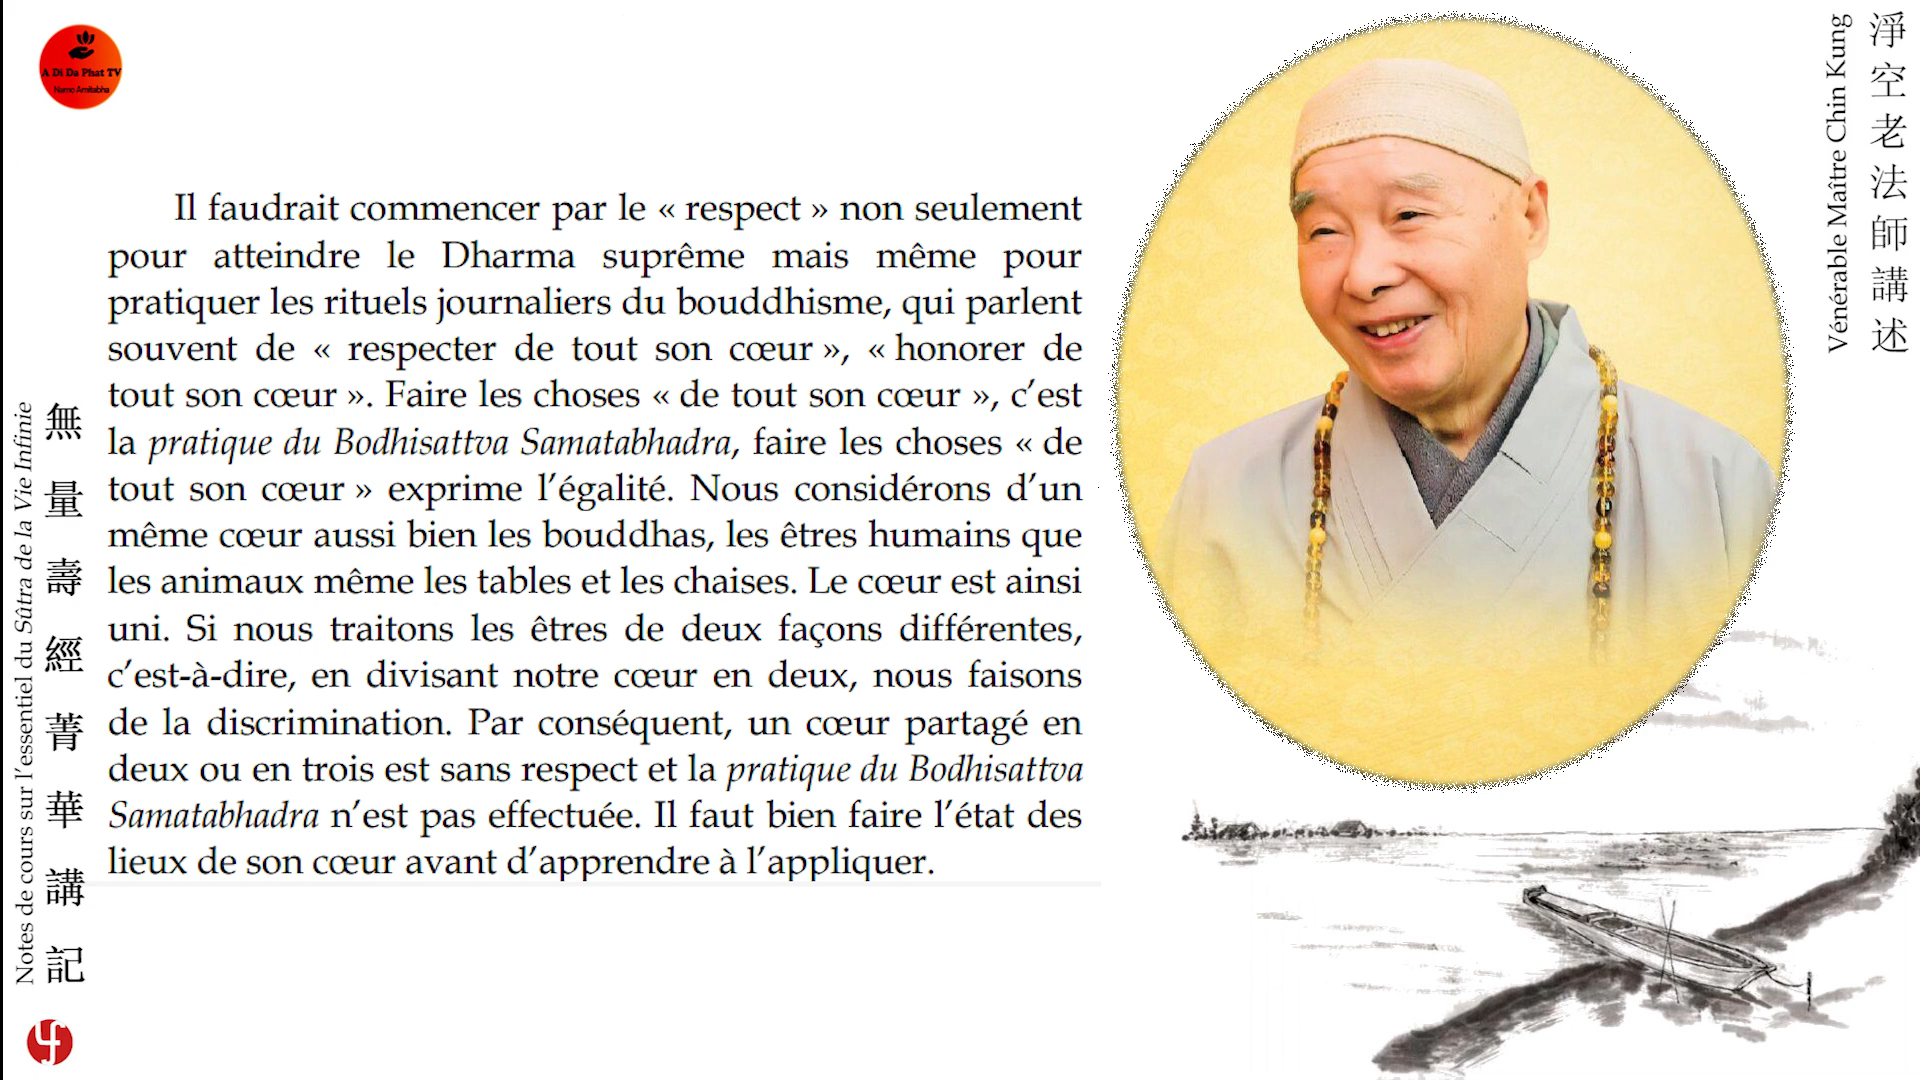 A Di Da Phat TV
Namo Amitabha
Il faudrait commencer par le « respect » non seulement
pour atteindre le Dharma suprême mais même pour
pratiquer les rituels journaliers du bouddhisme, qui parlent
souvent de « respecter de tout son cœur », « honorer de
tout son cœur ». Faire les choses « de tout son cœur », c’est
la pratique du Bodhisattva Samatabhadra, faire les choses « de
tout son cœur » exprime l’égalité. Nous considérons d’un
même cœur aussi bien les bouddhas, les êtres humains que
les animaux même les tables et les chaises. Le cœur est ainsi
uni. Si nous traitons les êtres de deux façons différentes,
c’est-à-dire, en divisant notre cœur en deux, nous faisons
de la discrimination. Par conséquent, un cœur partagé en
deux ou en trois est sans respect et la pratique du Bodhisattva
Samatabhadra n’est pas effectuée. Il faut bien faire l’état des
lieux de son cœur avant d’apprendre à l’appliquer.
Notes de cours sur l’essentiel du Sûtra de la Vie Infinie
無量壽經菁華講記
Vénérable Maître Chin Kung
淨空老法師講述